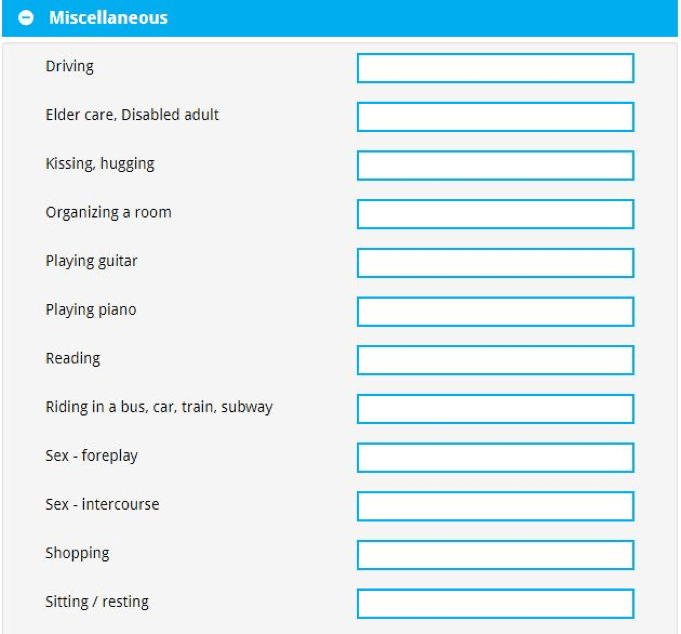 Miscellaneous
Driving
Elder care, Disabled adult
Kissing, hugging
Organizing a room
Playing guitar
Playing piano
Reading
Riding in a bus, car, train, subway
Sex - foreplay
Sex - intercourse
Shopping
Sitting / resting